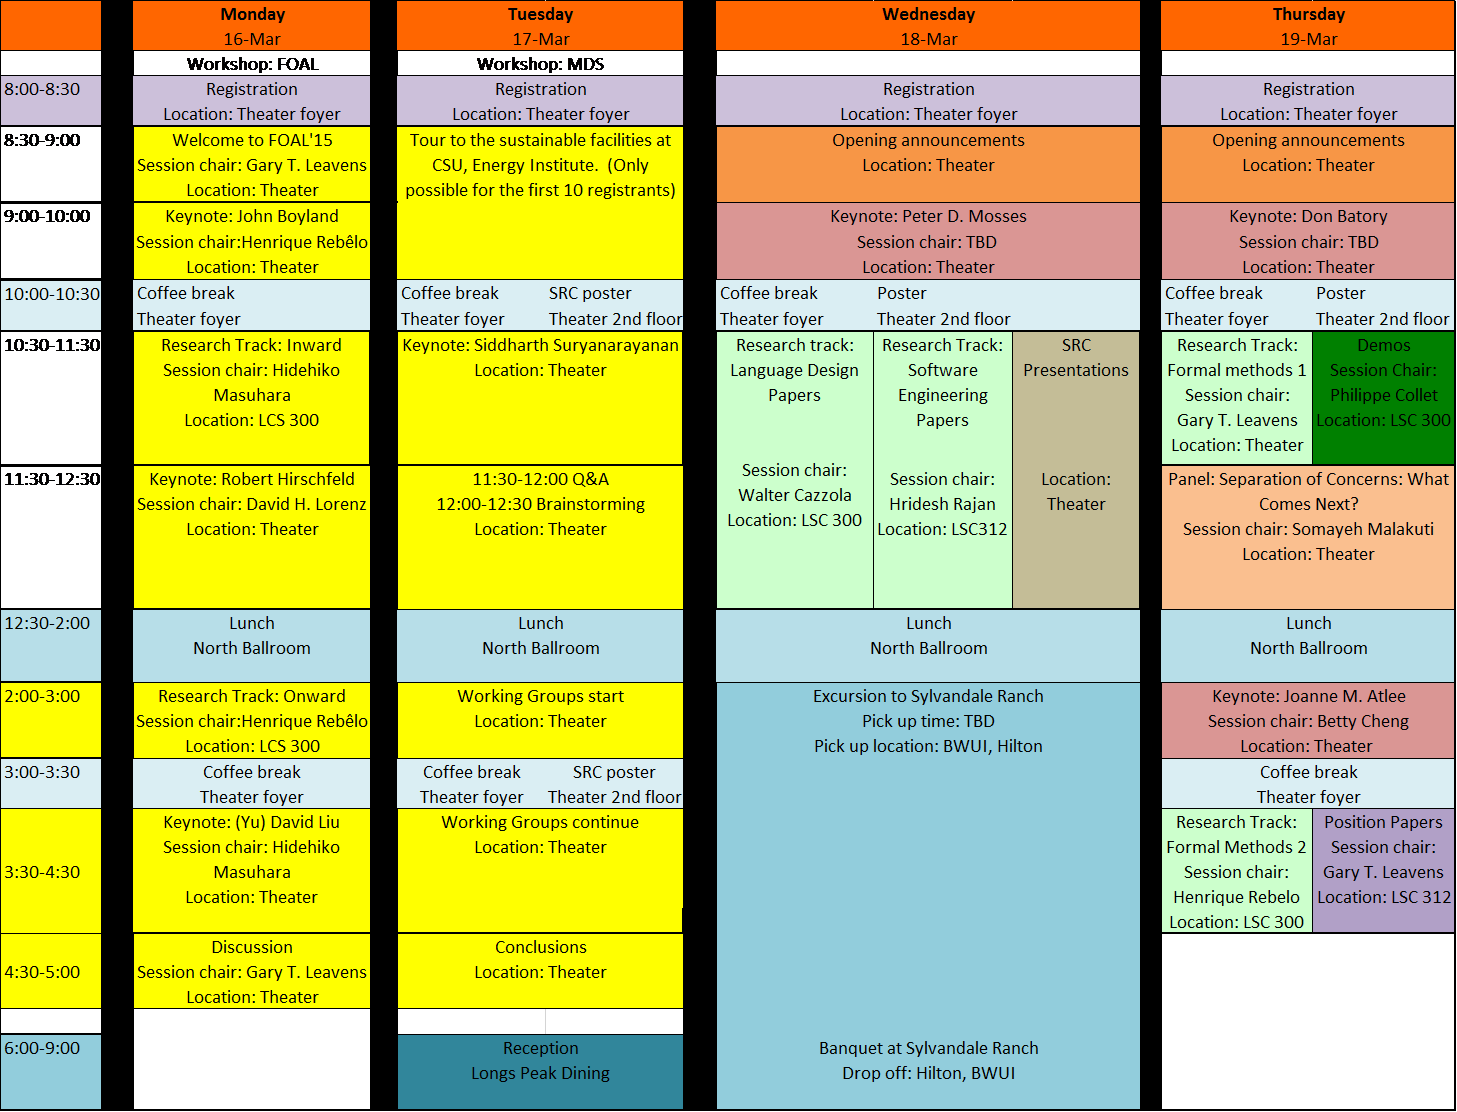 Monday
16-Mar
Tuesday
17-Mar
Wednesday
18-Mar
Thursday
19-Mar
Workshop: FOAL
Workshop: MDS
8:00-8:30
Registration
Location: Theater foyer
Registration
Location: Theater foyer
Registration
Location: Theater foyer
Registration
Location: Theater foyer
8:30-9:00
Welcome to FOAL'15
Session chair: Gary T. Leavens
Location: Theater
Tour to the sustainable facilities at
CSU, Energy Institute.  (Only
possible for the first 10 registrants)
Opening announcements
Location: Theater
Opening announcements
Location: Theater
9:00-10:00
Keynote: John Boyland
Session chair:Henrique Rebêlo
Location: Theater
Keynote: Peter D. Mosses
Session chair: TBD
Location: Theater
Keynote: Don Batory
Session chair: TBD
Location: Theater
10:00-10:30
Coffee break
Theater foyer
Coffee break
Theater foyer
SRC poster
Theater 2nd floor
Coffee break
Theater foyer
Poster
Theater 2nd floor
Coffee break
Theater foyer
Poster
Theater 2nd floor
10:30-11:30
Research Track: Inward
Session chair: Hidehiko
Masuhara
Location: LCS 300
Keynote: Siddharth Suryanarayanan
Location: Theater
Research track:
Language Design
Papers
Session chair:
Walter Cazzola
Location: LSC 300
Research Track:
Software
Engineering
Papers
Session chair:
Hridesh Rajan
Location: LSC312
SRC
Presentations
Location:
Theater
Research Track:
Formal methods 1
Session chair:
Gary T. Leavens
Location: Theater
Demos
Session Chair:
Philippe Collet
Location: LSC 300
11:30-12:30
Keynote: Robert Hirschfeld
Session chair: David H. Lorenz
Location: Theater
11:30-12:00 Q&A
12:00-12:30 Brainstorming
Location: Theater
Panel: Separation of Concerns: What
Comes Next?
Session chair: Somayeh Malakuti
Location: Theater
12:30-2:00
Lunch
North Ballroom
Lunch
North Ballroom
Lunch
North Ballroom
Lunch
North Ballroom
2:00-3:00
Research Track: Onward
Session chair:Henrique Rebêlo
Location: LCS 300
Working Groups start
Location: Theater
Excursion to Sylvandale Ranch
Pick up time: TBD
Pick up location: BWUI, Hilton
Keynote: Joanne M. Atlee
Session chair: Betty Cheng
Location: Theater
3:00-3:30
Coffee break
Theater foyer
Coffee break
Theater foyer
SRC poster
Theater 2nd floor
Coffee break
Theater foyer
3:30-4:30
Keynote: (Yu) David Liu
Session chair: Hidehiko
Masuhara
Location: Theater
Working Groups continue
Location: Theater
Research Track:
Formal Methods 2
Session chair:
Henrique Rebelo
Location: LSC 300
Position Papers
Session chair:
Gary T. Leavens
Location: LSC 312
4:30-5:00
Discussion
Session chair: Gary T. Leavens
Location: Theater
Conclusions
Location: Theater
6:00-9:00
Reception
Longs Peak Dining
Banquet at Sylvandale Ranch
Drop off: Hilton, BWUI